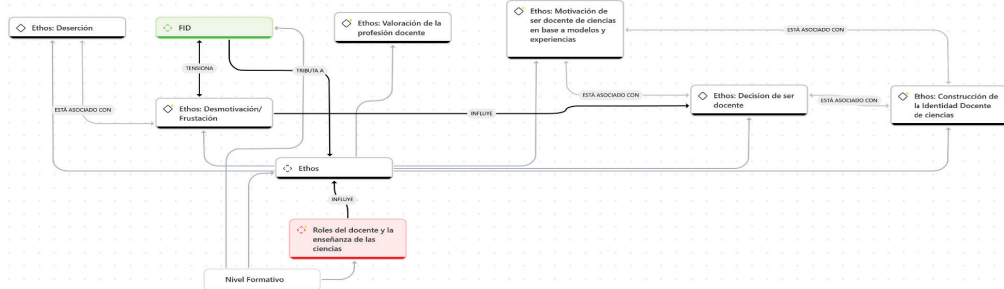 Ethos: Deserción
FID
Ethos: Valoración de la
profesión docente
Ethos: Motivación de
ser docente de ciencias
en base a modelos y
experiencias
ESTÁ ASOCIADO CON
TENSIONA
TRIBUTA A
ESTÁ ASOCIADO CON
Ethos: Desmotivación/
Frustación
ESTÁ ASOCIADO CON
INFLUYE
Ethos: Decision de ser
docente
ESTÁ ASOCIADO CON
Ethos: Construcción de
la Identidad Docente
de ciencias
Ethos
INFLUYE
Roles del docente y la
enseñanza de las
ciencias
Nivel Formativo